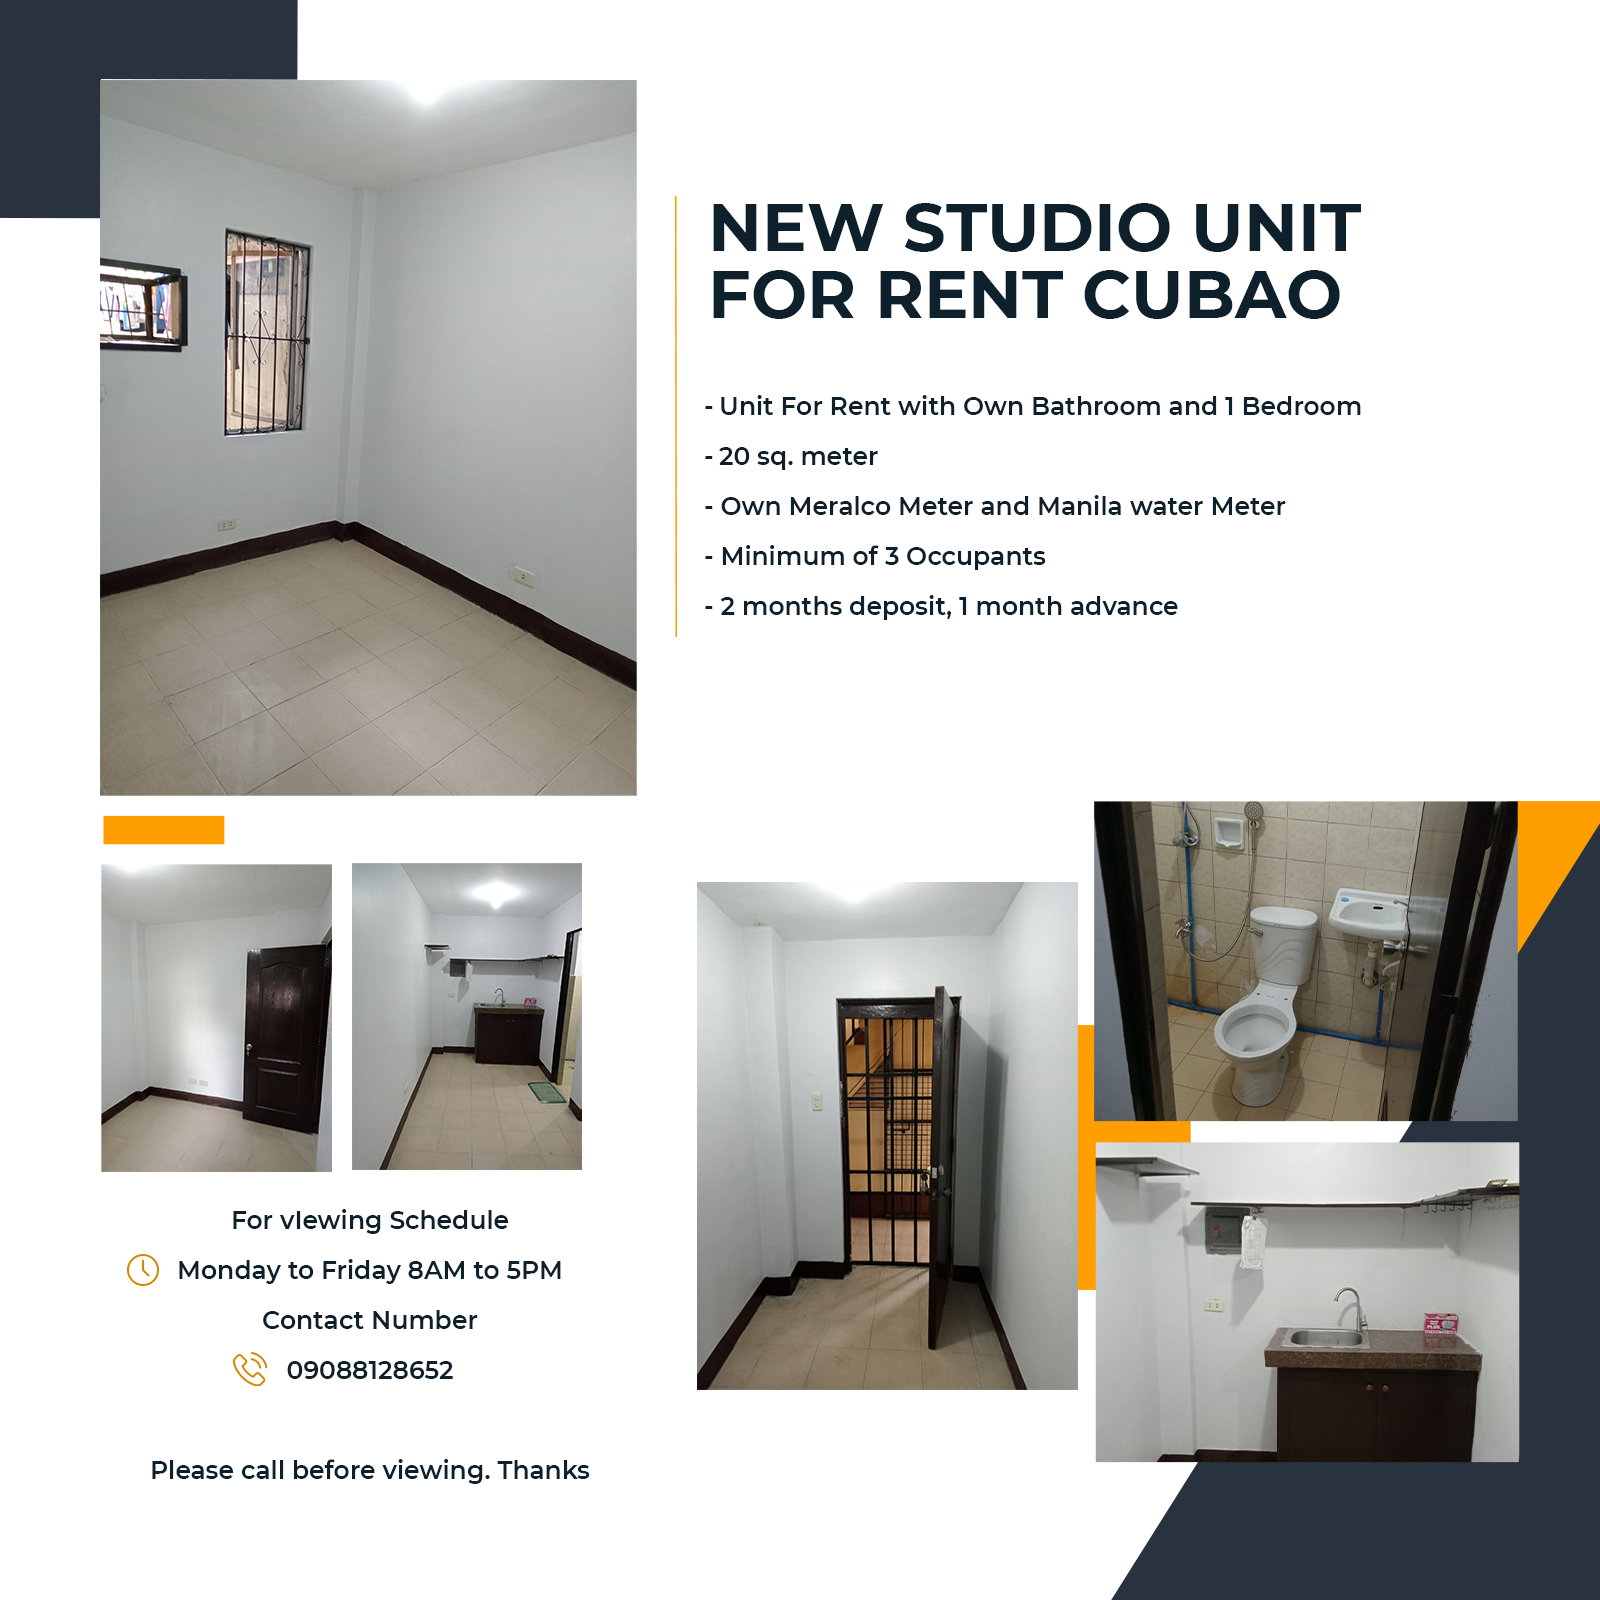 NEW STUDIO UNIT
FOR RENT CUBAO
- Unit For Rent with Own Bathroom and 1 Bedroom
- 20 sq. meter
- Own Meralco Meter and Manila water Meter
- Minimum of 3 Occupants
- 2 months deposit, 1 month advance
For vIewing Schedule
Monday to Friday 8AM to 5PM
Contact Number
09088128652
Please call before viewing. Thanks
PLUS